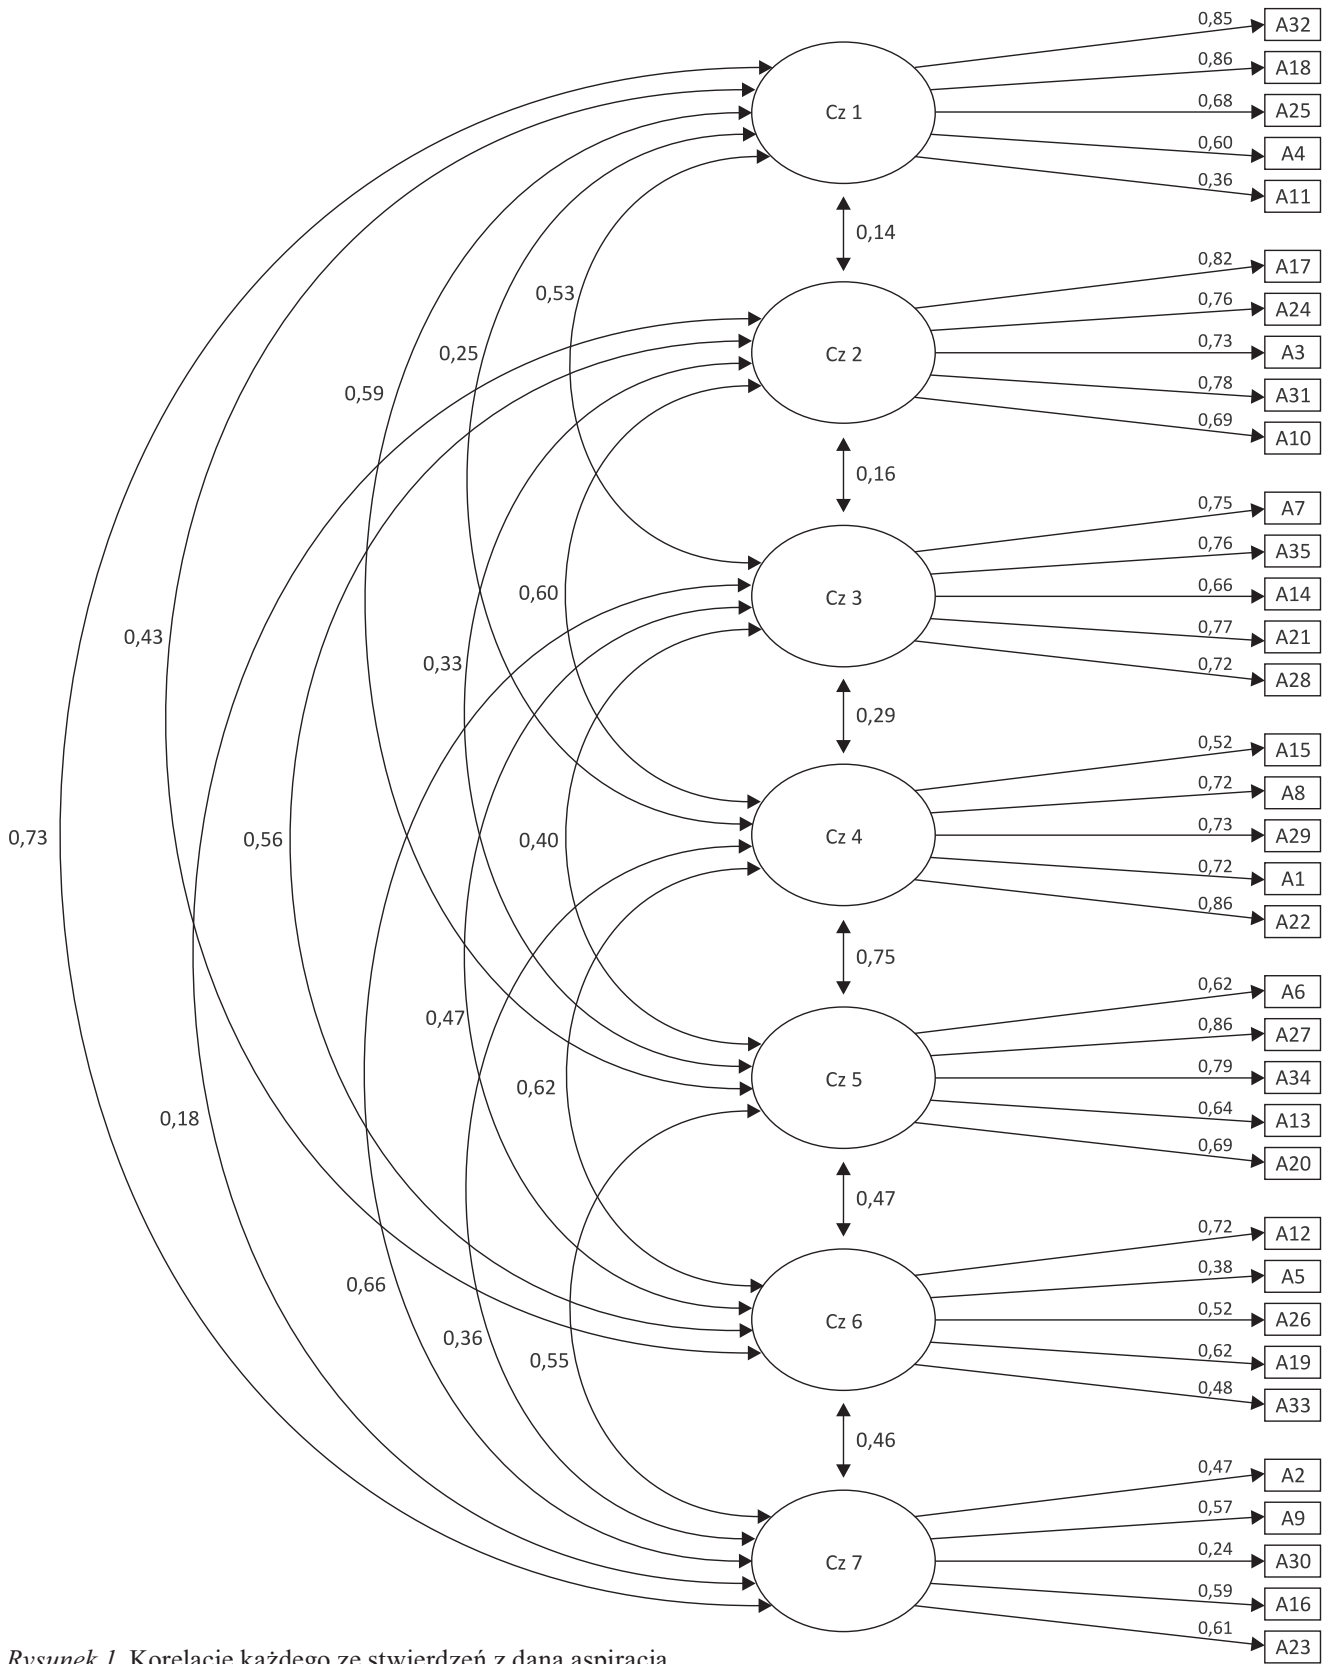 0,85 A32
0,86 A18
Cz 1 0,68 A25
0,60 A4
0,36 A11
0,14
0,82 A17
0,53
0,76 A24
0,25 Cz 2 0,73 A3
0,59 0,78 A31
0,69 A10
0,16
0,75 A7
0,76 A35
0,60 Cz 3 0,66 A14
0,43 0,77 A21
0,33 0,72 A28
0,29
0,52 A15
0,72 A8
0,73 0,56 0,40 Cz 4 0,73 A29
0,72 A1
0,86 A22
0,75
0,62 A6
0,47 0,86 A27
0,62 Cz 5 0,79 A34
0,18 0,64 A13
0,69 A20
0,47
0,72 A12
0,66 0,38 A5
0,36 Cz 6 0,52 A26
0,55 0,62 A19
0,48 A33
0,46
0,47 A2
0,57 A9
Cz 7 0,24 A30
0,59 A16
0,61 A23
Rysunek 1. Korelacje każdego ze stwierdzeń z daną aspiracją